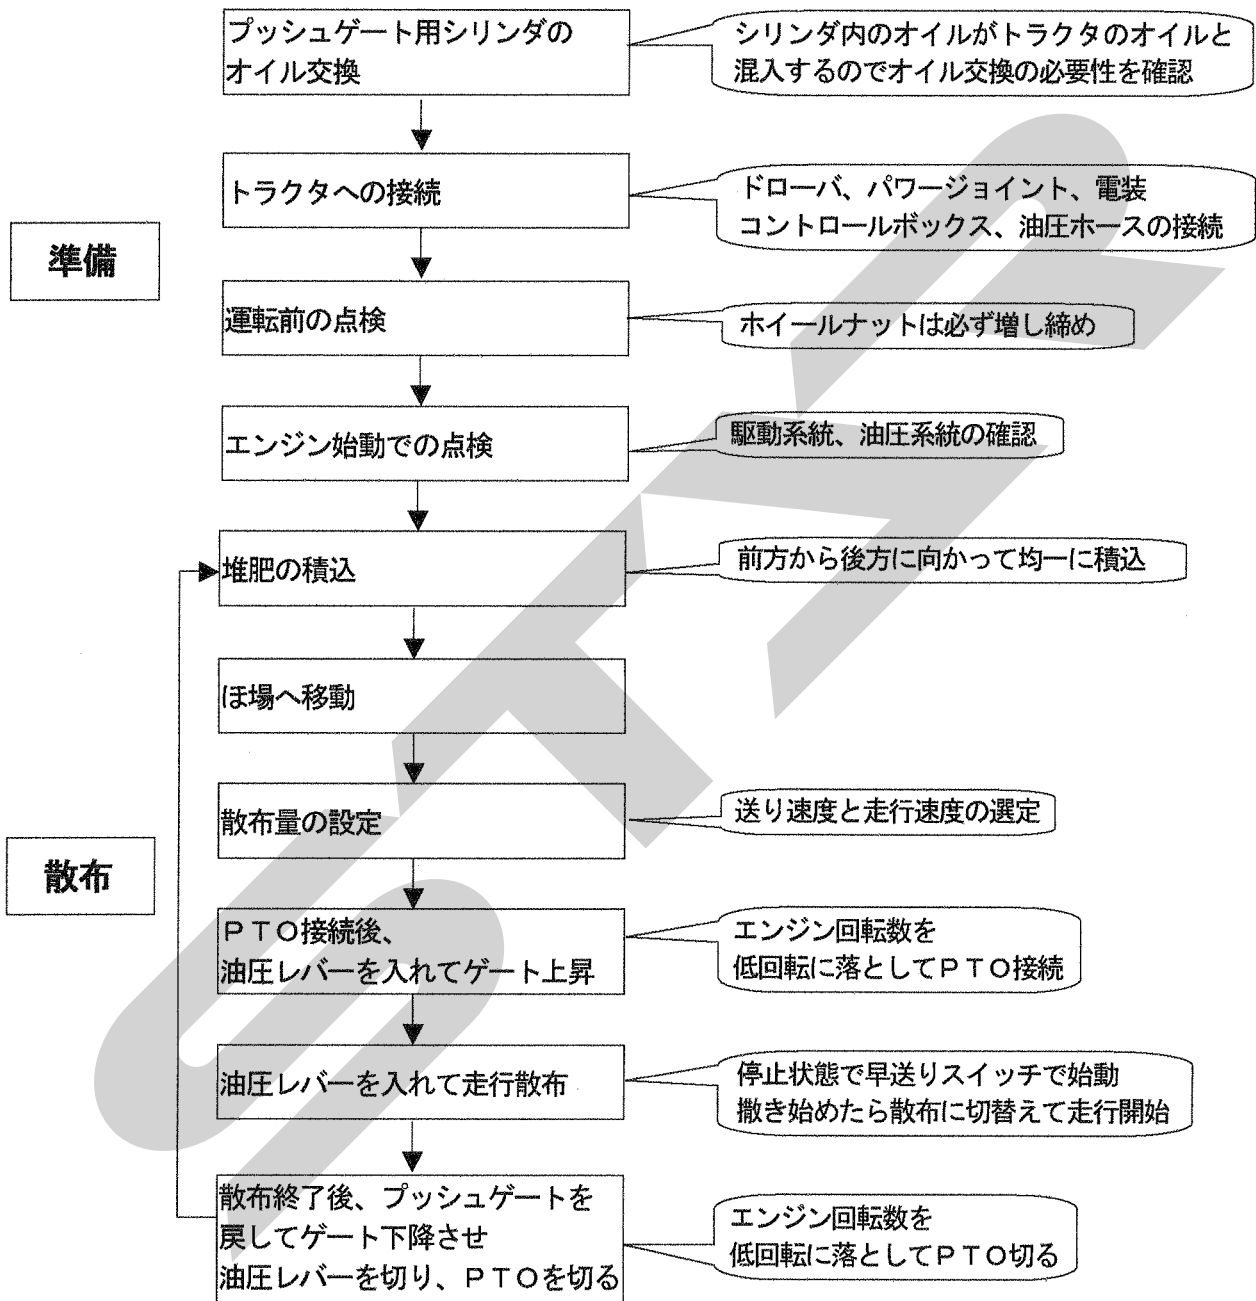 プッシュゲート用シリンダの
オイル交換
シリンダ内のオイルがトラクタのオイルと
混入するのでオイル交換の必要性を確認
トラクタへの接続
ドローバ、パワージョイント、電装
コントロールボックス、油圧ホースの接続
準備
運転前の点検
ホイールナットは必ず増し締め
エンジン始動での点検
駆動系統、油圧系統の確認
堆肥の積込
前方から後方に向かって均一に積込
ほ場へ移動
散布量の設定
送り速度と走行速度の選定
散布
ＰＴＯ接続後、
油圧レバーを入れてゲート上昇
エンジン回転数を
低回転に落としてＰＴＯ接続
油圧レバーを入れて走行散布
停止状態で早送りスイッチで始動
撒き始めたら散布に切替えて走行開始
散布終了後、プッシュゲートを
戻してゲート下降させ
油圧レバーを切り、ＰＴＯを切る
エンジン回転数を
低回転に落としてＰＴＯ切る
STAR